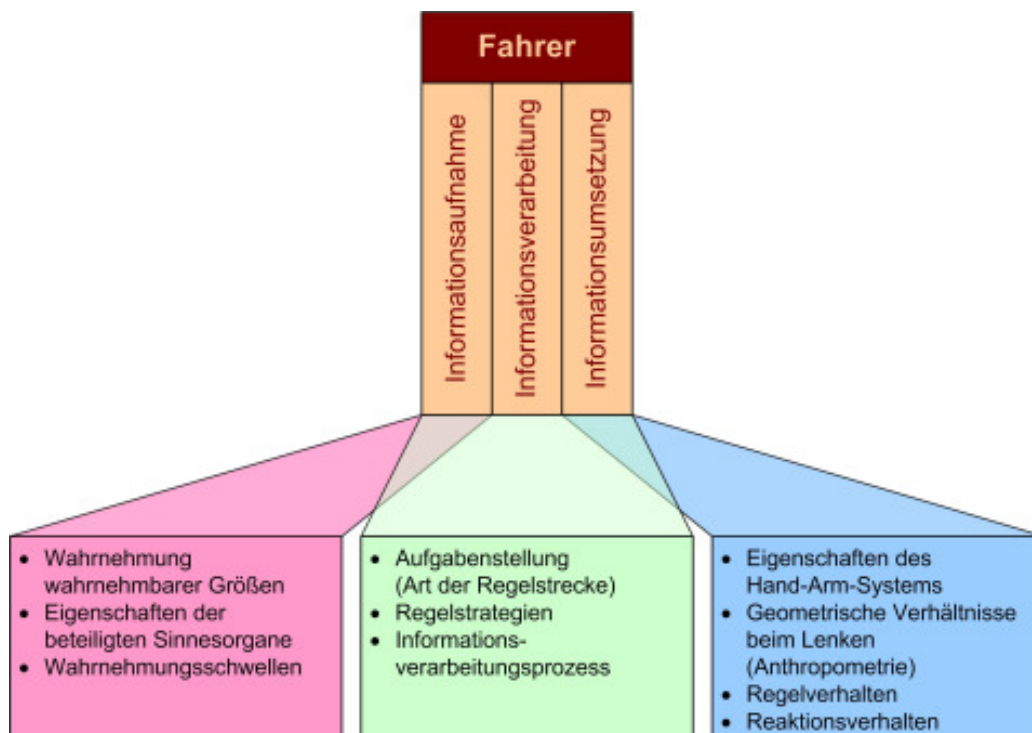 Fahrer
Informationsaufnahme
Informationsverarbeitung
Informationsumsetzung
• Wahrnehmung
wahrnehmbarer Größen
• Eigenschaften der
beteiligten Sinnesorgane
• Wahrnehmungsschwellen
• Aufgabenstellung
(Art der Regelstrecke)
• Regelstrategien
• Informations-
verarbeitungsprozess
• Eigenschaften des
Hand-Arm-Systems
• Geometrische Verhältnisse
beim Lenken
(Anthropometrie)
• Regelverhalten
• Reaktionsverhalten